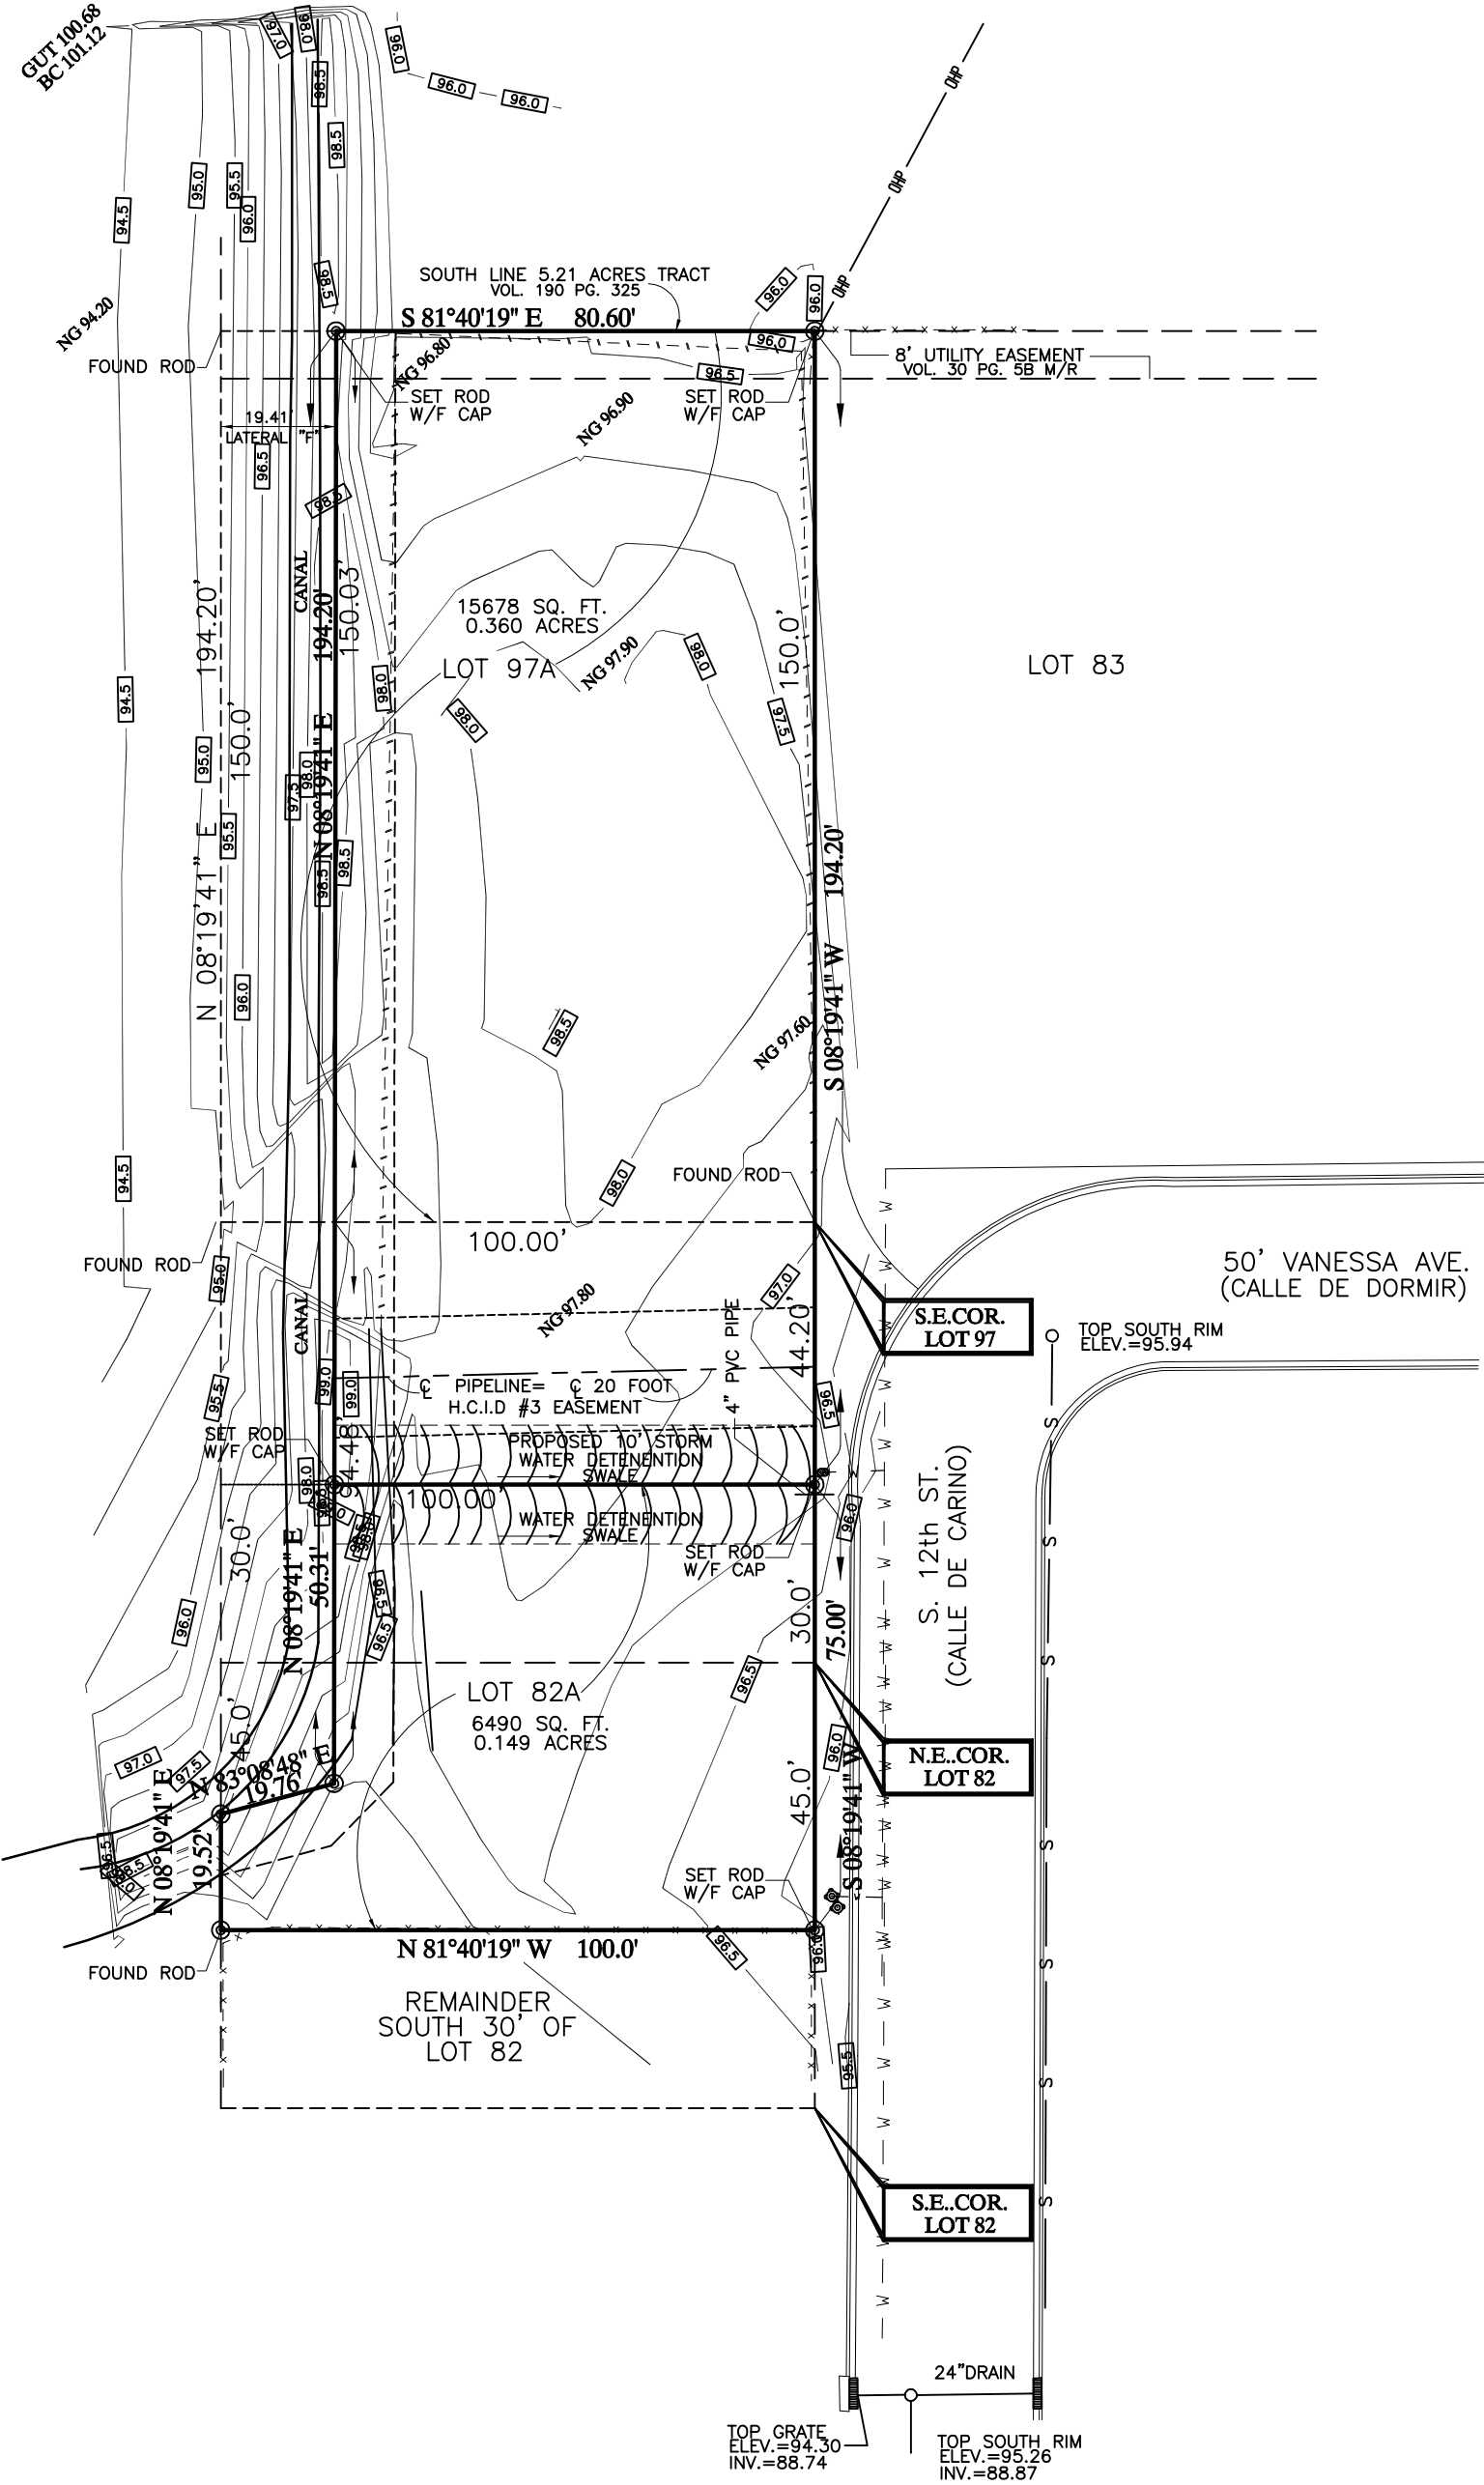 GUT 100.68
BC 101.12
97.0
98.0
98.5
96.0
96.0
96.0
98.5
OHP
OHP
OHP
95.0
95.5
96.0
94.5
98.5
NG 94.20
SOUTH LINE 5.21 ACRES TRACT
VOL. 190 PG. 325
S 81°40'19" E 80.60'
96.0
96.0
96.0
96.5
FOUND ROD
NG 96.80
SET ROD
W/F CAP
SET ROD
W/F CAP
8' UTILITY EASEMENT
VOL. 30 PG. 5B M/R
19.41'
LATERAL "F"
NG 96.90
96.5
98.5
CANAL
194.20'
N 08°19'41" E
194.20'
N 08°19'41" E
150.03'
150.0'
15678 SQ. FT.
0.360 ACRES
LOT 97A
NG 97.90
98.0
98.0
98.0
97.5
150.0'
LOT 83
94.5
95.0
95.5
97.5
98.0
98.5
98.5
96.0
98.5
194.20'
S 08°19'41" W
NG 97.60
94.5
98.0
FOUND ROD
FOUND ROD
95.0
100.00'
50' VANESSA AVE.
(CALLE DE DORMIR)
97.0
NG 97.80
CANAL
S.E.COR.
LOT 97
TOP SOUTH RIM
ELEV.=95.94
44.20'
4" PVC PIPE
℄ PIPELINE= ℄ 20 FOOT
H.C.I.D #3 EASEMENT
95.5
99.0
99.0
96.5
SET ROD
W/F CAP
94.48'
PROPOSED 10' STORM
WATER DETENENTION
SWALE
98.0
100.00'
WATER DETENENTION
SWALE
96.0
S. 12th ST.
(CALLE DE CARINO)
SET ROD
W/F CAP
30.0'
N 08°19'41" E
50.31'
96.5
96.5
96.0
30.0'
75.00'
96.5
LOT 82A
6490 SQ. FT.
0.149 ACRES
45.0'
97.0
97.5
N 83°08'48" E
19.76'
96.0
N.E..COR.
LOT 82
45.0'
S 08°19'41" W
N 08°19'41" E
19.52'
96.5
98.5
SET ROD
W/F CAP
N 81°40'19" W 100.0'
96.5
96.0
FOUND ROD
REMAINDER
SOUTH 30' OF
LOT 82
95.5
S.E..COR.
LOT 82
24"DRAIN
TOP GRATE
ELEV.=94.30
INV.=88.74
TOP SOUTH RIM
ELEV.=95.26
INV.=88.87